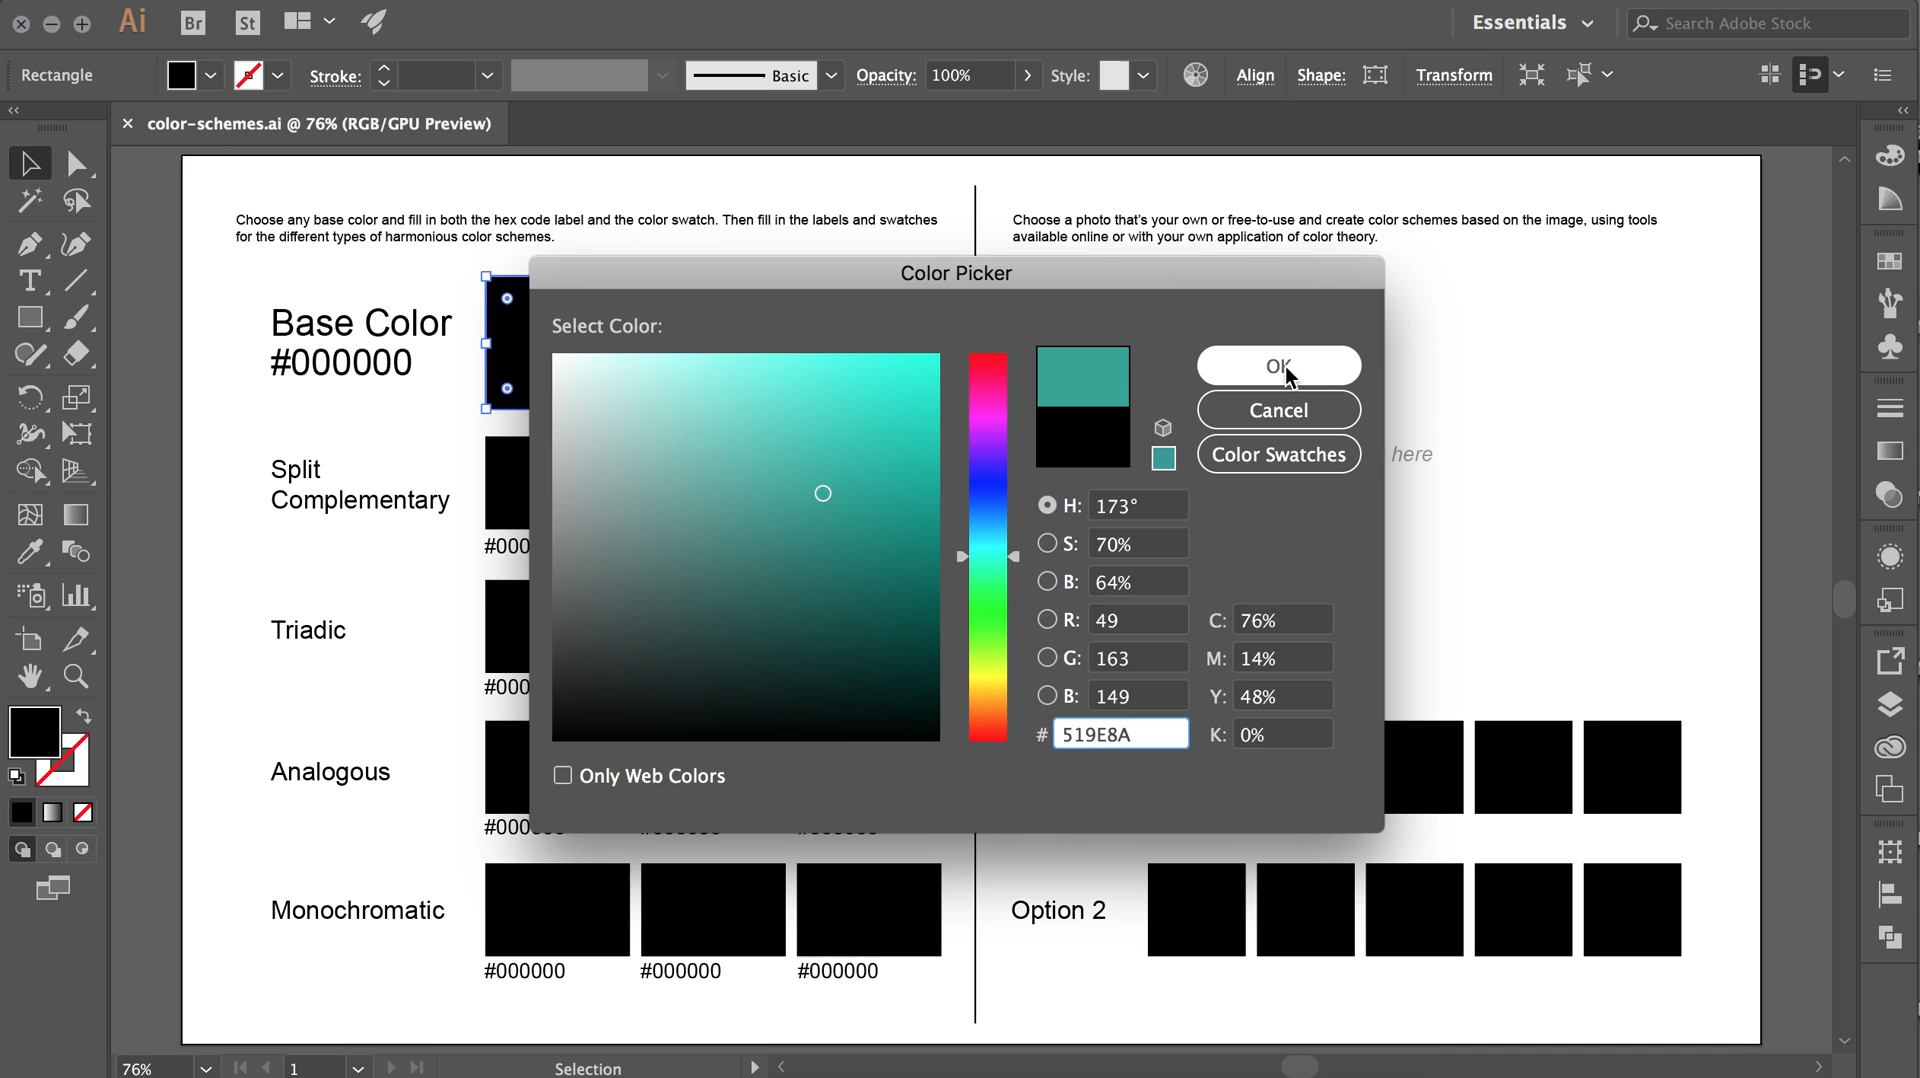 Ai Br St Essentials Search Adobe Stock
Rectangle Stroke: Basic Opacity: 100% Style: Align Shape: Transform
× color-schemes.ai @ 76% (RGB/GPU Preview)
Choose any base color and fill in both the hex code label and the color swatch. Then fill in the labels and swatches
for the different types of harmonious color schemes.
Choose a photo that's your own or free-to-use and create color schemes based on the image, using tools
available online or with your own application of color theory.
Base Color
#000000
Split
Complementary
#000
Triadic
#000
Analogous
#000
Monochromatic
#000000 #000000 #000000
here
Option 2
Color Picker
Select Color:
OK
Cancel
Color Swatches
H: 173°
S: 70%
B: 64%
R: 49 C: 76%
G: 163 M: 14%
B: 149 Y: 48%
# 519E8A K: 0%
Only Web Colors
76% 1 Selection